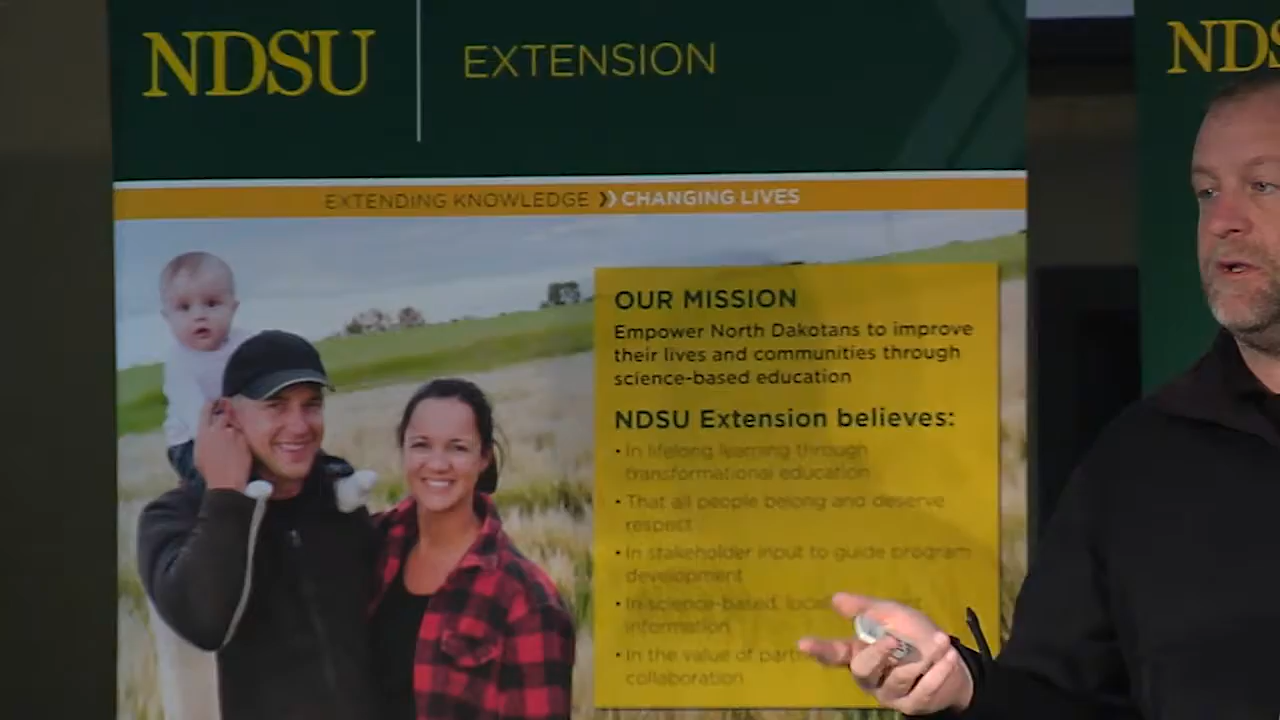 NDSU
EXTENSION
NDS
EXTENDING KNOWLEDGE » CHANGING LIVES
OUR MISSION
Empower North Dakotans to improve
their lives and communities through
science-based education
NDSU Extension believes:
• In lifelong learning through
transformational education
• That all people belong and deserve
respect
• In stakeholder input to guide program
development
• In science-based,
information
• In the value of
collaboration